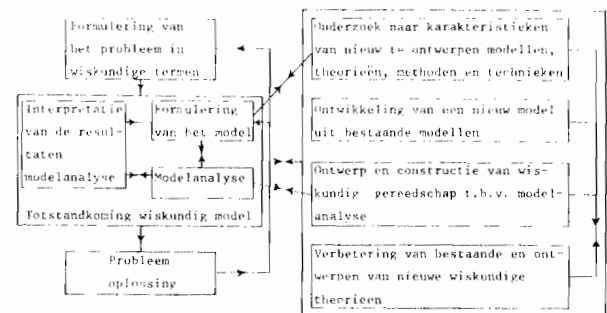 Formulering van
het probleem in
wiskundige termen
Interpretatie
van de resul-
taten
modelanalyse
Formulering
van het model
Modelanalyse
Totstandkoming wiskundig model
Probleem
oplossing
Onderzoek naar karakteristieken
van nieuw te ontwerpen modellen,
theorieën, methoden en technieken
Ontwikkeling van een nieuw model
uit bestaande modellen
Ontwerp en constructie van wis-
kundig gereedschap t.b.v. model-
analyse
Verbetering van bestaande en ont-
werpen van nieuwe wiskundige
theorieen